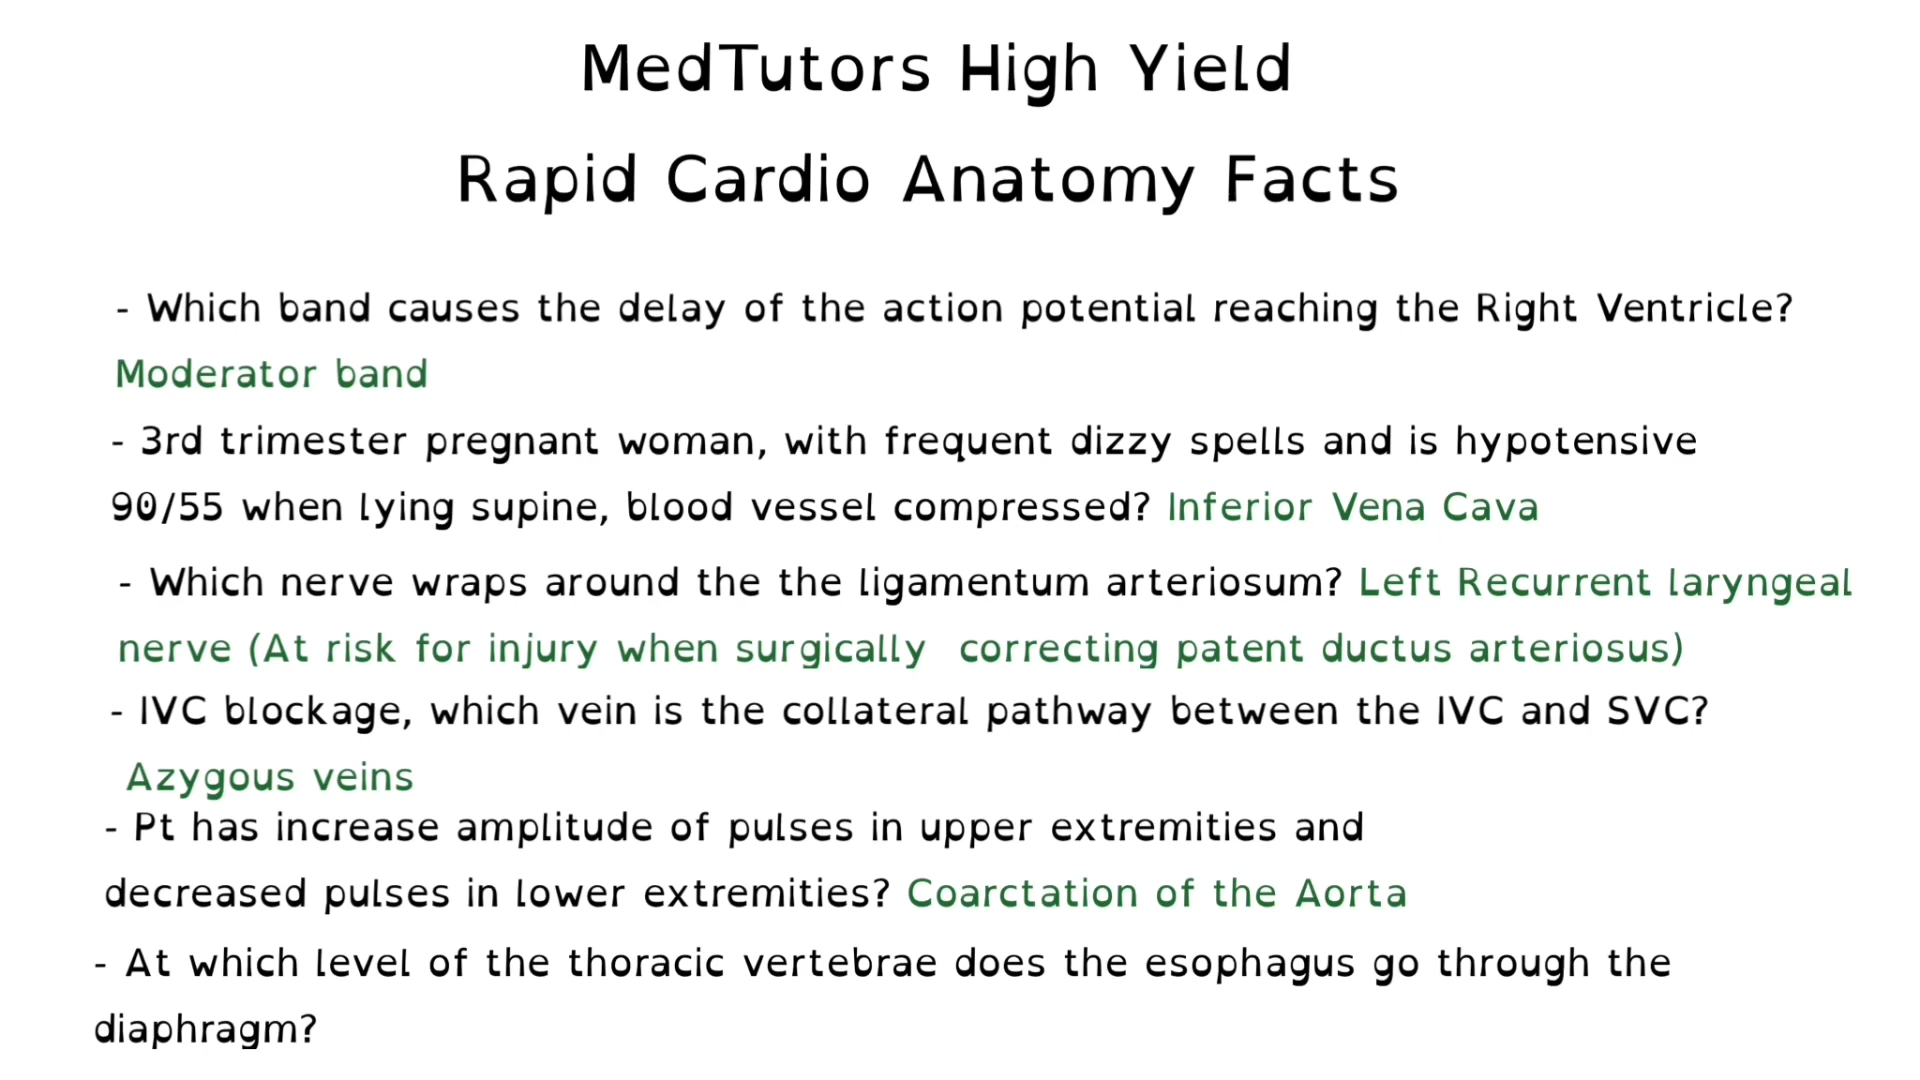 MedTutors High Yield
Rapid Cardio Anatomy Facts
- Which band causes the delay of the action potential reaching the Right Ventricle?
Moderator band
- 3rd trimester pregnant woman, with frequent dizzy spells and is hypotensive
90/55 when lying supine, blood vessel compressed? Inferior Vena Cava
- Which nerve wraps around the the ligamentum arteriosum? Left Recurrent laryngeal
nerve (At risk for injury when surgically correcting patent ductus arteriosus)
- IVC blockage, which vein is the collateral pathway between the IVC and SVC?
Azygous veins
- Pt has increase amplitude of pulses in upper extremities and
decreased pulses in lower extremities? Coarctation of the Aorta
- At which level of the thoracic vertebrae does the esophagus go through the
diaphragm?